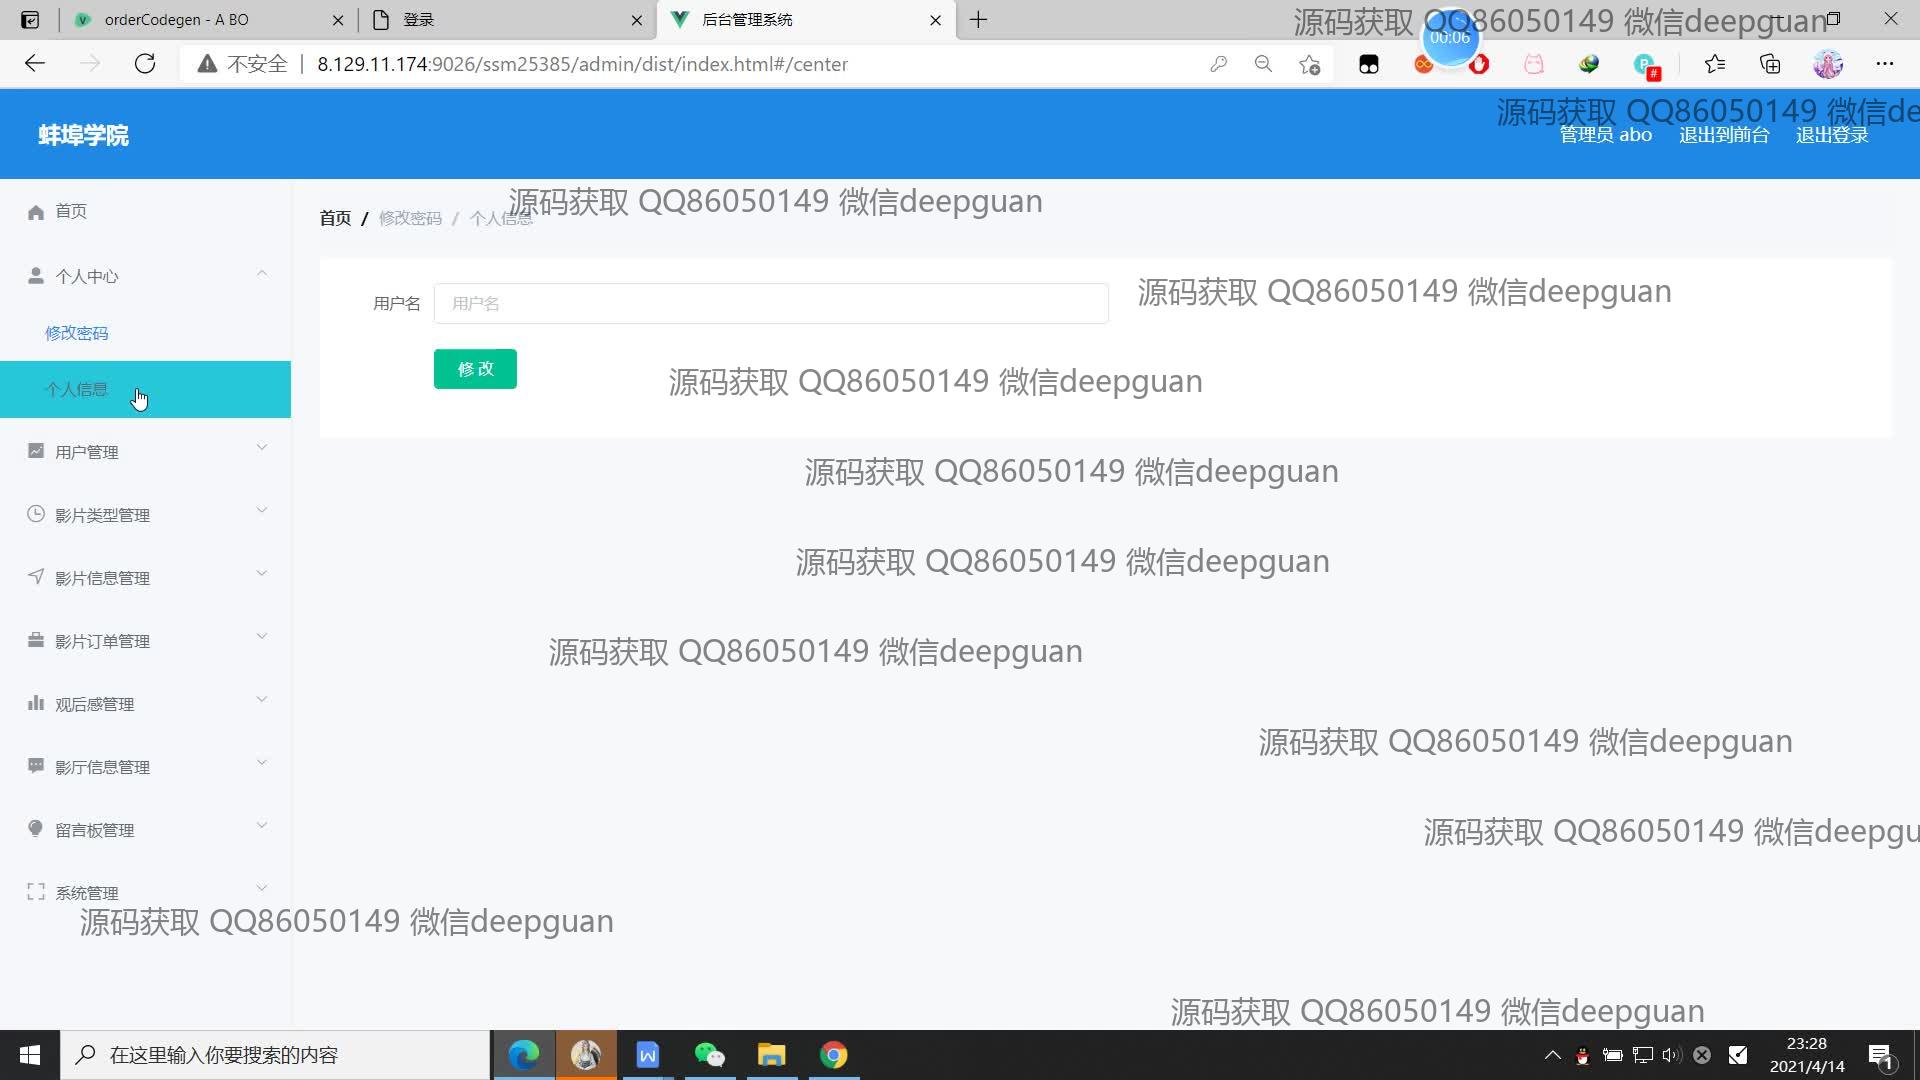 orderCodegen - A BO
登录
后台管理系统
源码获取 QQ86050149 微信deepguan
00:06
不安全
8.129.11.174:9026/ssm25385/admin/dist/index.html#/center
源码获取 QQ86050149 微信de
蚌埠学院
管理员 abo
退出到前台
退出登录
源码获取 QQ86050149 微信deepguan
首页
首页 / 修改密码 / 个人信息
个人中心
源码获取 QQ86050149 微信deepguan
用户名
用户名
修改密码
修 改
源码获取 QQ86050149 微信deepguan
个人信息
用户管理
源码获取 QQ86050149 微信deepguan
影片类型管理
源码获取 QQ86050149 微信deepguan
影片信息管理
影片订单管理
源码获取 QQ86050149 微信deepguan
观后感管理
源码获取 QQ86050149 微信deepguan
影厅信息管理
留言板管理
源码获取 QQ86050149 微信deepgu
系统管理
源码获取 QQ86050149 微信deepguan
源码获取 QQ86050149 微信deepguan
在这里输入你要搜索的内容
23:28
2021/4/14
1